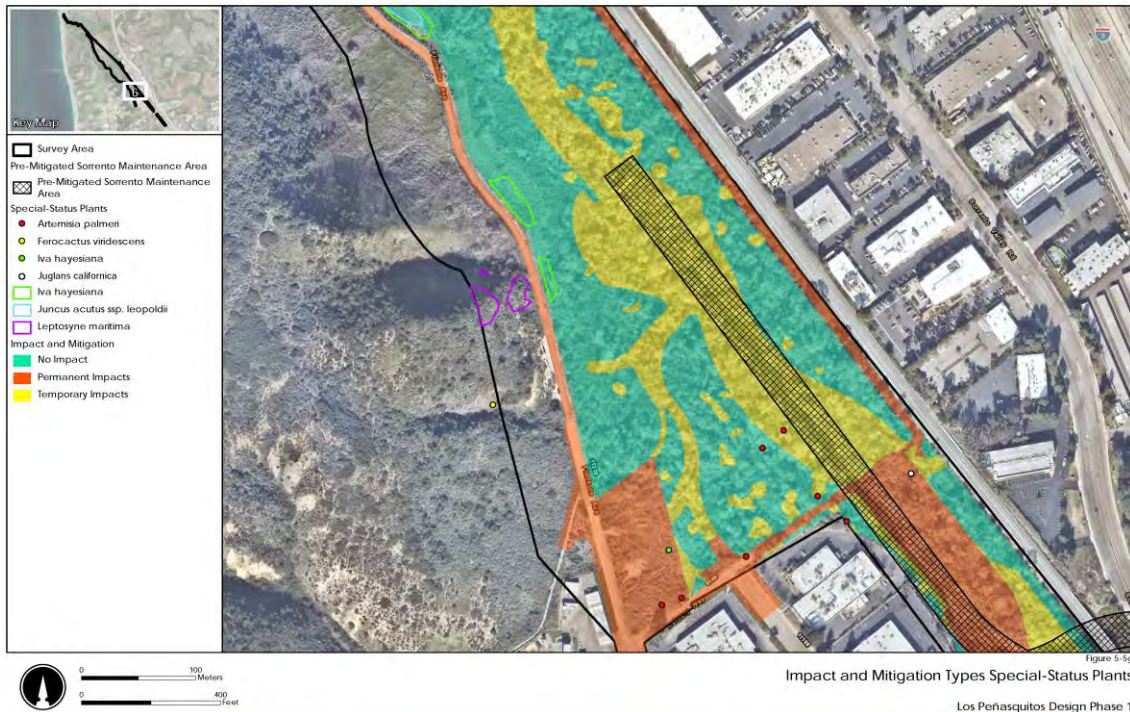 Key Map
Survey Area
Pre-Mitigated Sorrento Maintenance Area
Pre-Mitigated Sorrento Maintenance
Area
Special-Status Plants
Artemisia palmeri
Ferocactus viridescens
Iva hayesiana
Juglans californica
Iva hayesiana
Juncus acutus ssp. leopoldii
Leptosyne maritima
Impact and Mitigation
No Impact
Permanent Impacts
Temporary Impacts
Sorrento Valley Rd
0 100
Meters
0 400
Feet
Figure 5-5g
Impact and Mitigation Types Special-Status Plants
Los Peñasquitos Design Phase 1